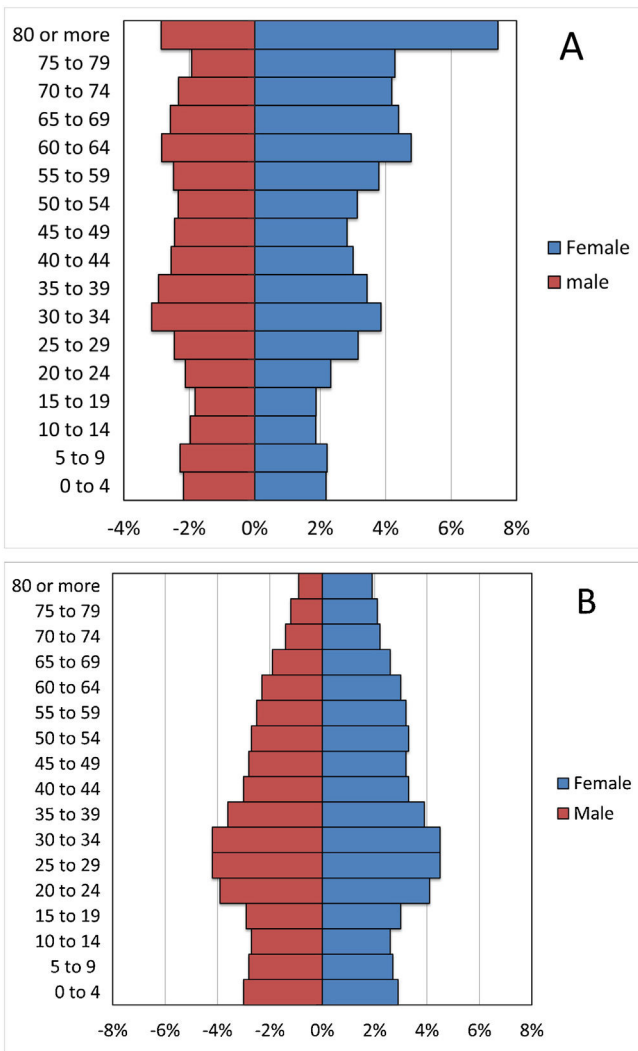 A
80 or more
75 to 79
70 to 74
65 to 69
60 to 64
55 to 59
50 to 54
45 to 49
40 to 44
35 to 39
30 to 34
25 to 29
20 to 24
15 to 19
10 to 14
5 to 9
0 to 4
-4% -2% 0% 2% 4% 6% 8%
Female
male
B
80 or more
75 to 79
70 to 74
65 to 69
60 to 64
55 to 59
50 to 54
45 to 49
40 to 44
35 to 39
30 to 34
25 to 29
20 to 24
15 to 19
10 to 14
5 to 9
0 to 4
-8% -6% -4% -2% 0% 2% 4% 6% 8%
Female
Male